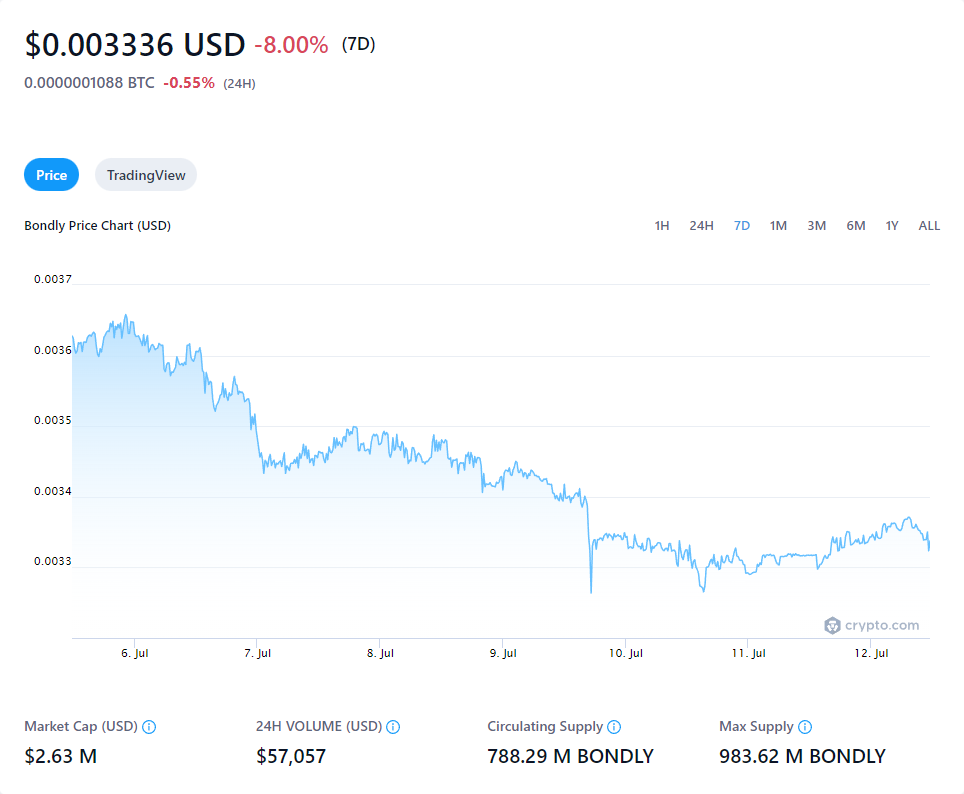 $0.003336 USD -8.00% (7D)
0.0000001088 BTC -0.55% (24H)
Price TradingView
Bondly Price Chart (USD) 1H 24H 7D 1M 3M 6M 1Y ALL
0.0037
0.0036
0.0035
0.0034
0.0033
crypto.com
6. Jul 7. Jul 8. Jul 9. Jul 10. Jul 11. Jul 12. Jul
Market Cap (USD) 24H VOLUME (USD) Circulating Supply Max Supply
$2.63 M $57,057 788.29 M BONDLY 983.62 M BONDLY